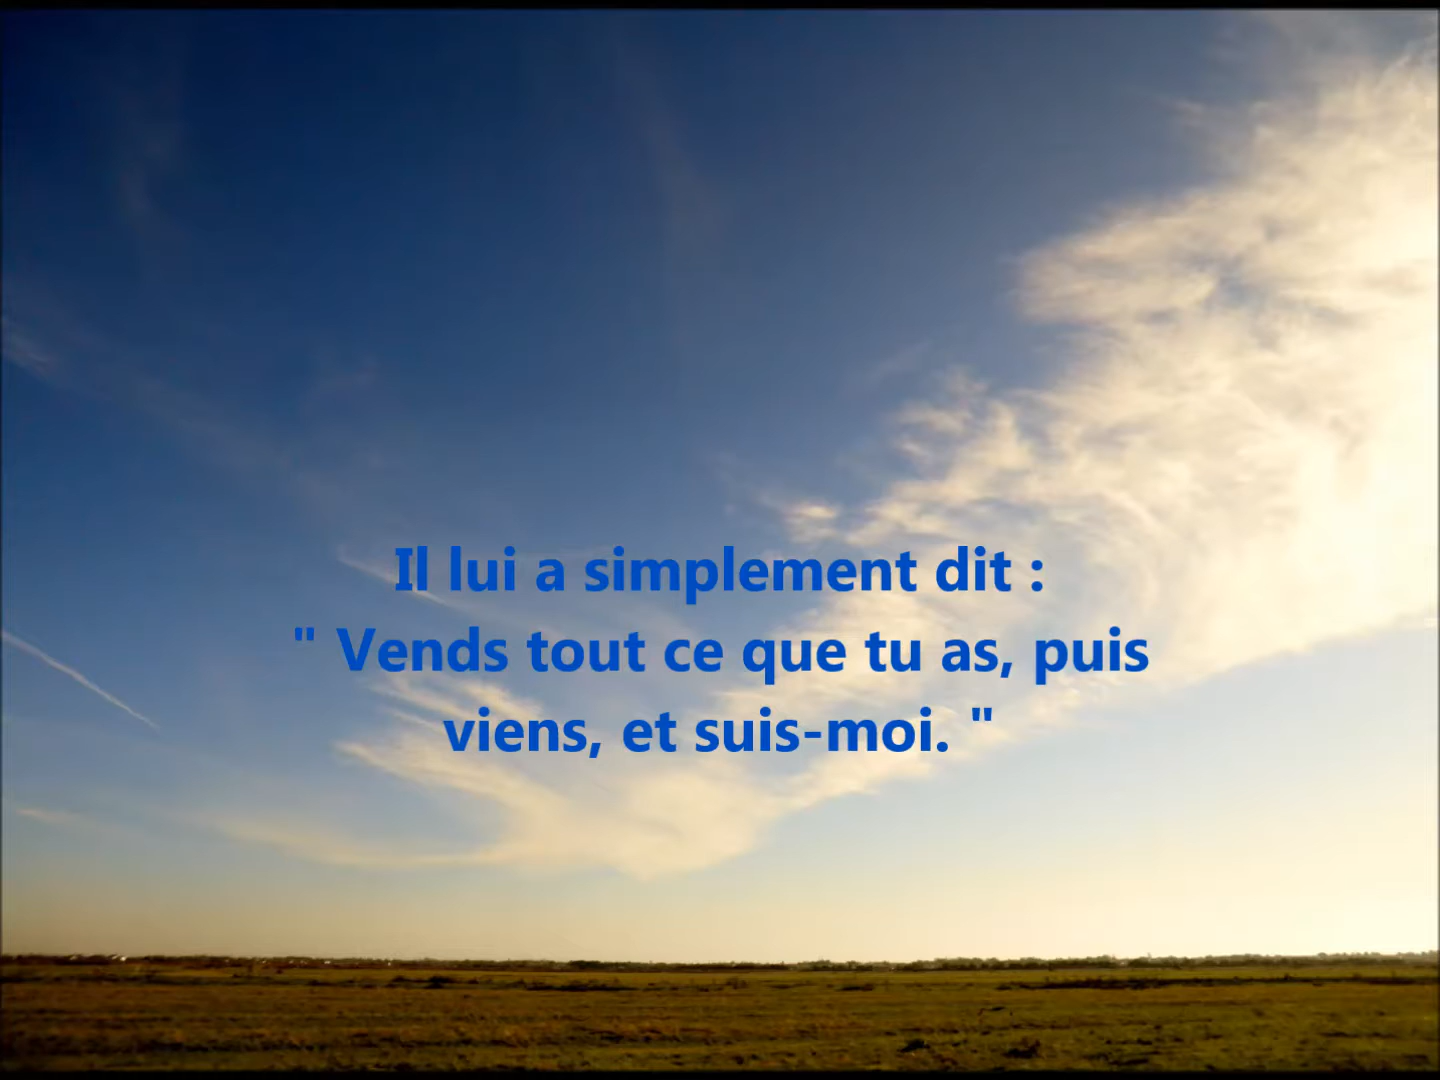 Il lui a simplement dit :
" Vends tout ce que tu as, puis
viens, et suis-moi. "